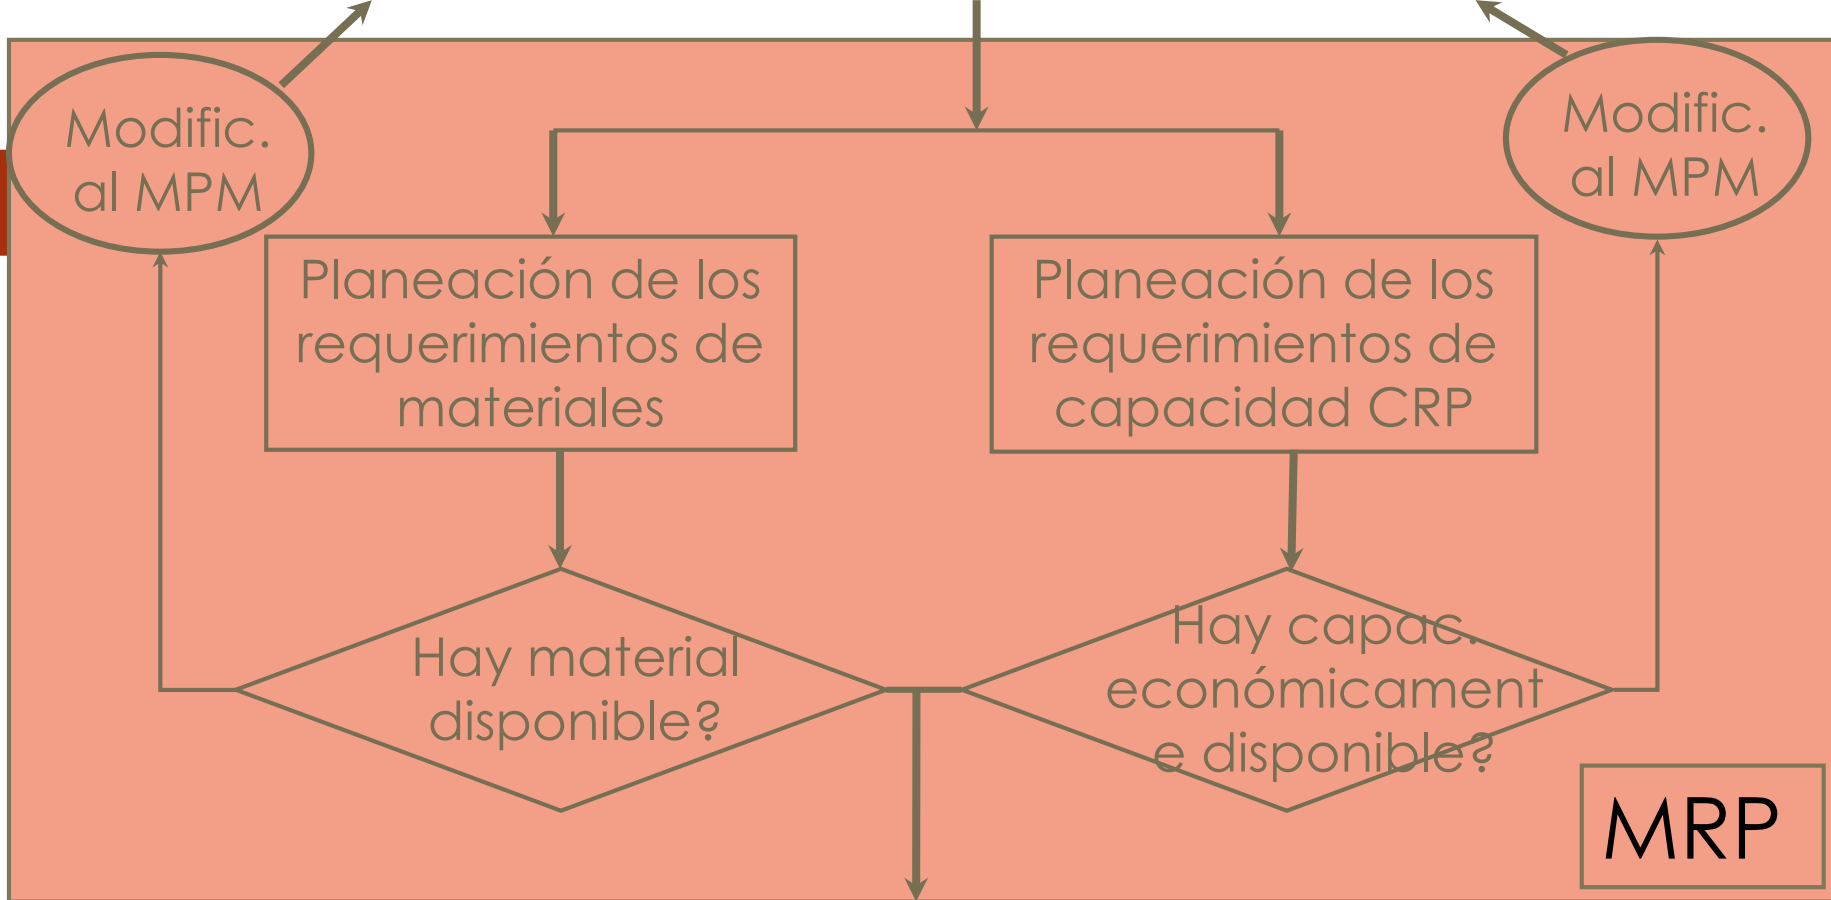 Modific.
al MPM
Modific.
al MPM
Planeación de los
requerimientos de
materiales
Planeación de los
requerimientos de
capacidad CRP
Hay material
disponible?
Hay capac.
económicament
e disponible?
MRP